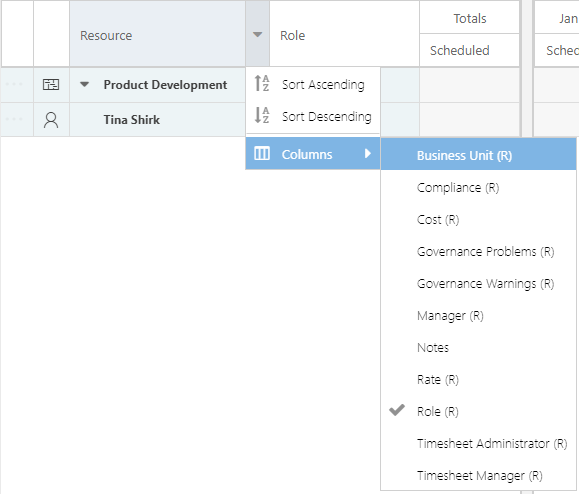 Resource
Role
Totals
Jan
Scheduled
Sched
Product Development
Tina Shirk
Sort Ascending
Sort Descending
Columns
Business Unit (R)
Compliance (R)
Cost (R)
Governance Problems (R)
Governance Warnings (R)
Manager (R)
Notes
Rate (R)
Role (R)
Timesheet Administrator (R)
Timesheet Manager (R)